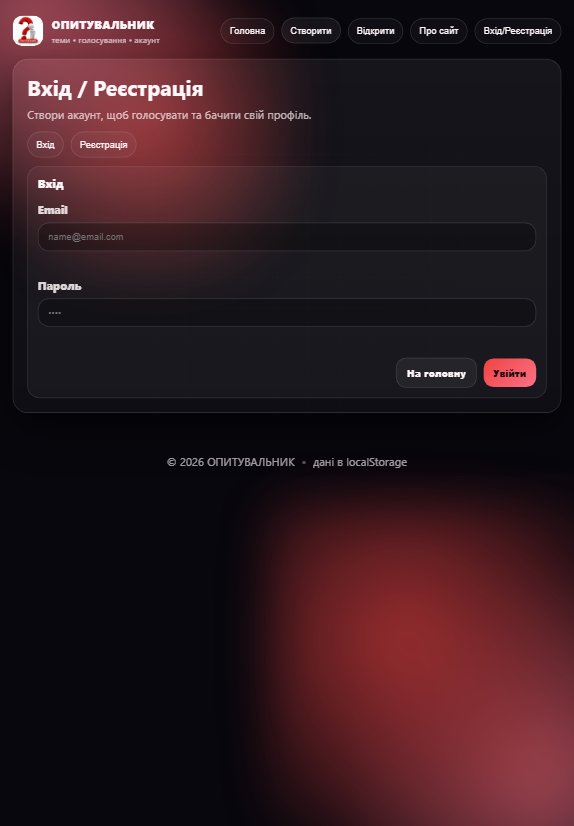 ОПИТУВАЛЬНИК
теми • голосування • акаунт
Головна
Створити
Відкрити
Про сайт
Вхід/Реєстрація
Вхід / Реєстрація
Створи акаунт, щоб голосувати та бачити свій профіль.
Вхід
Реєстрація
Вхід
Email
name@email.com
Пароль
••••
На головну
Увійти
© 2026 ОПИТУВАЛЬНИК • дані в localStorage